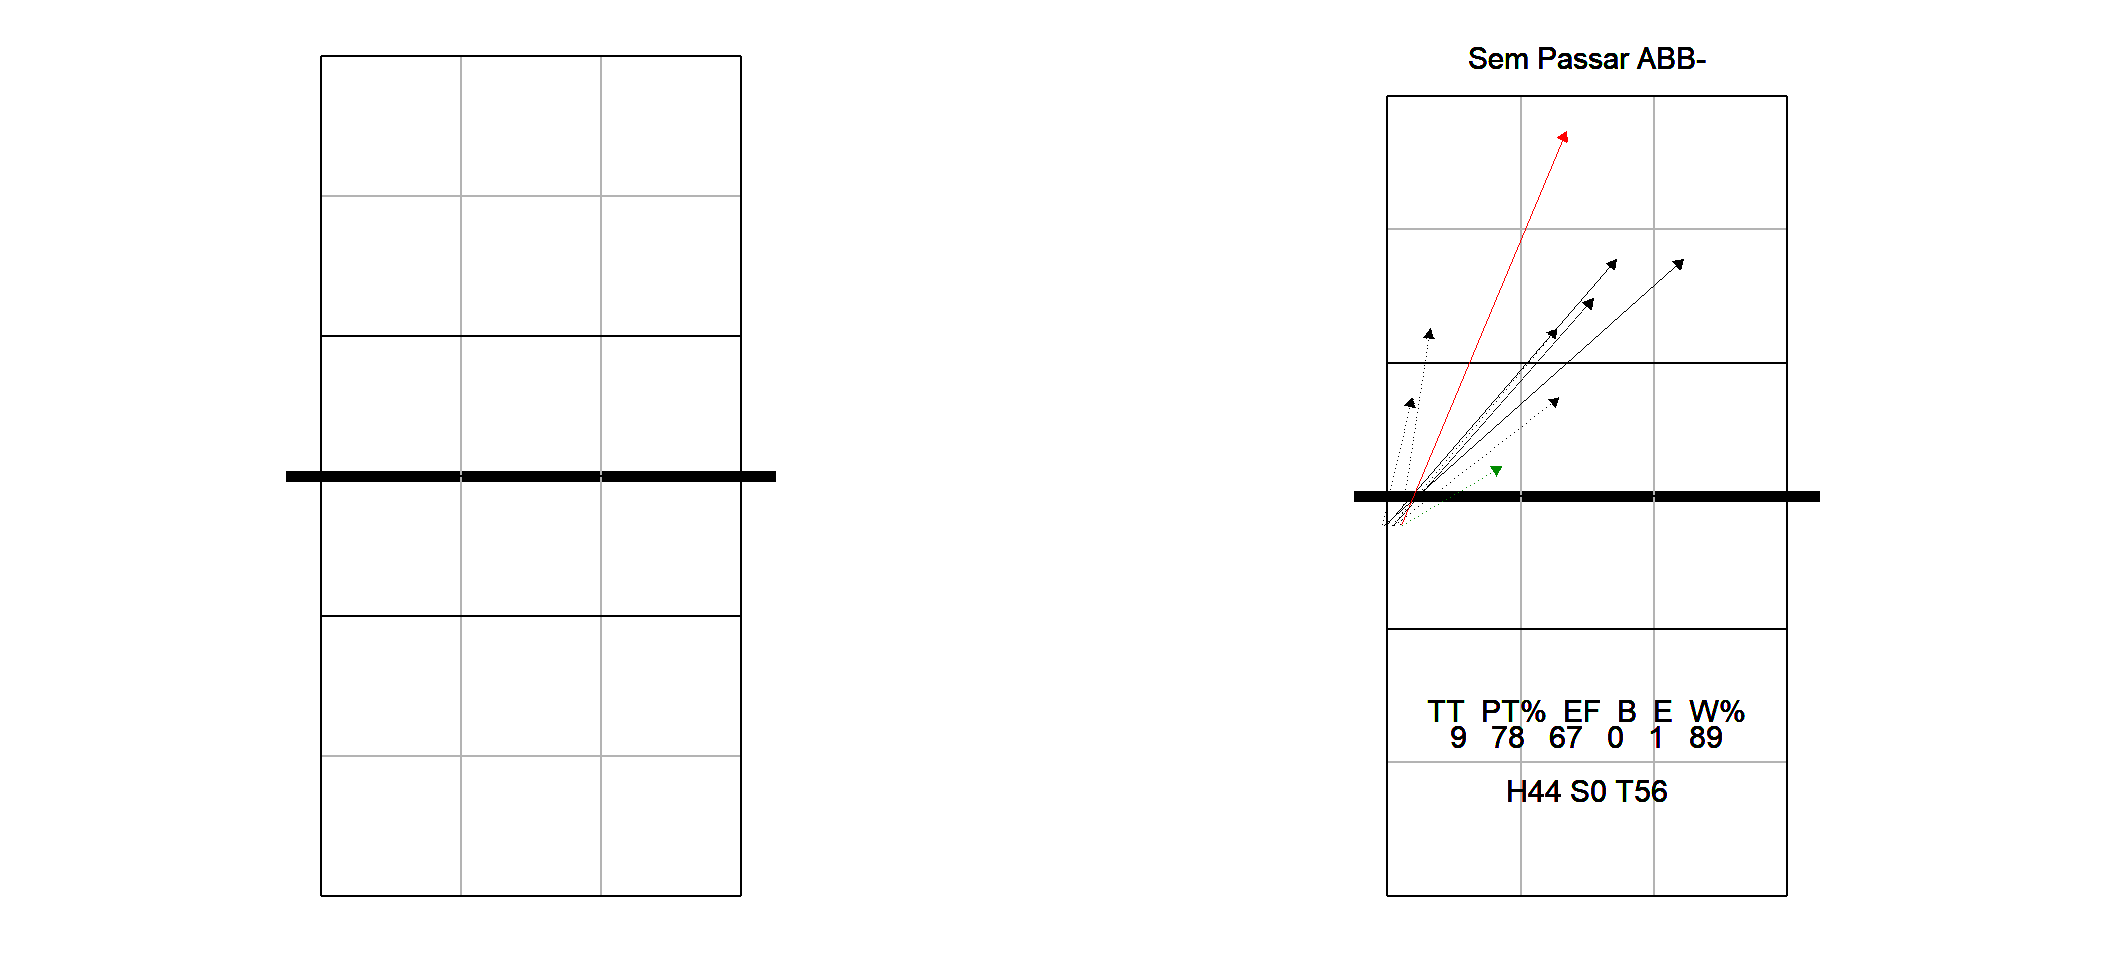 Sem Passar ABB-
TT PT% EF B E W%
9 78 67 0 1 89
H44 S0 T56